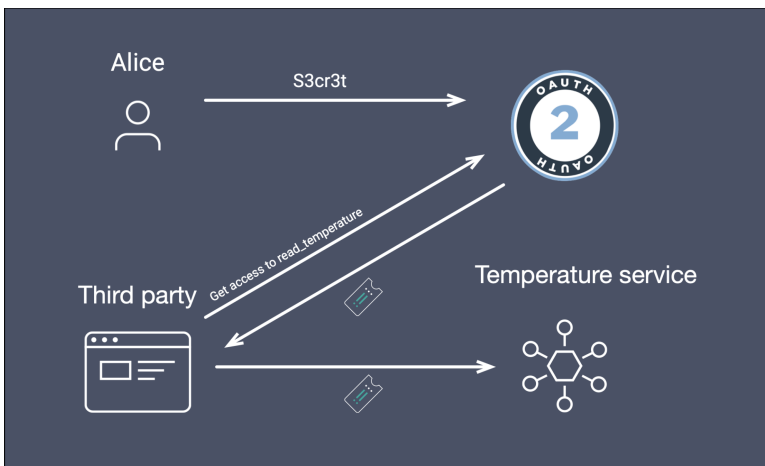 Alice
S3cr3t
OAUTH
2
OAUTH
Get access to read_temperature
Third party
Temperature service